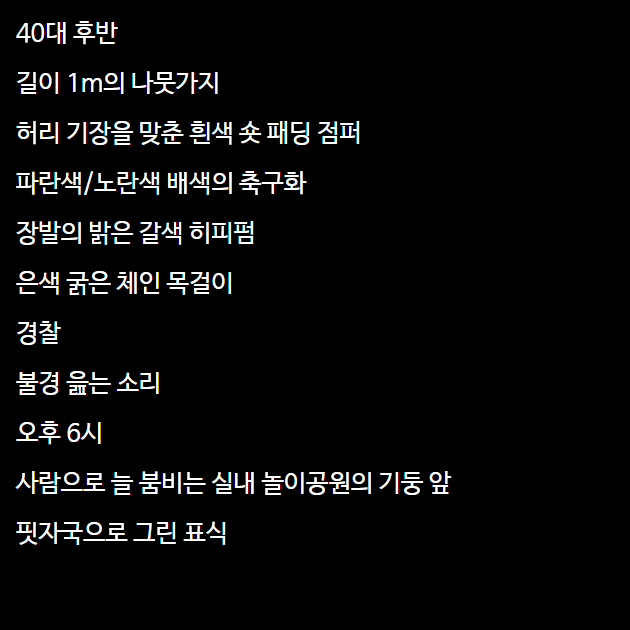 40대 후반
길이 1m의 나뭇가지
허리 기장을 맞춘 흰색 숏 패딩 점퍼
파란색/노란색 배색의 축구화
장발의 밝은 갈색 히피펌
은색 굵은 체인 목걸이
경찰
불경 읊는 소리
오후 6시
사람으로 늘 붐비는 실내 놀이공원의 기둥 앞
핏자국으로 그린 표식